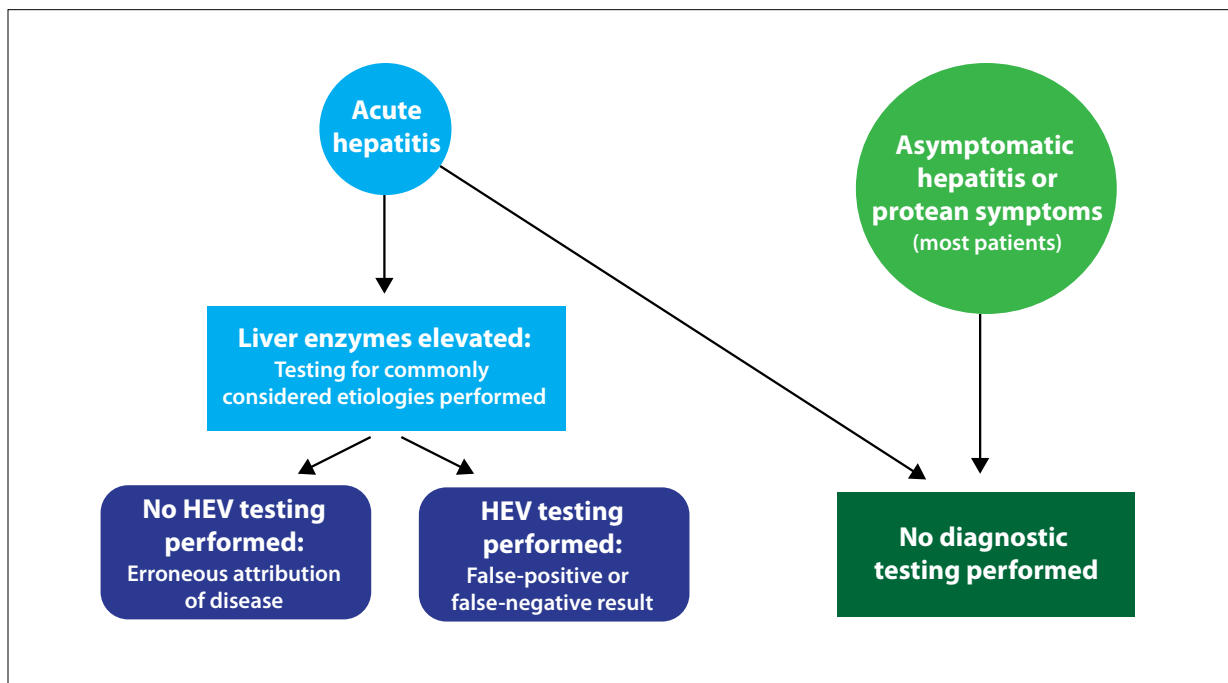 Acute
hepatitis
Asymptomatic
hepatitis or
protean symptoms
(most patients)
Liver enzymes elevated:
Testing for commonly
considered etiologies performed
No HEV testing
performed:
Erroneous attribution
of disease
HEV testing
performed:
False-positive or
false-negative result
No diagnostic
testing performed